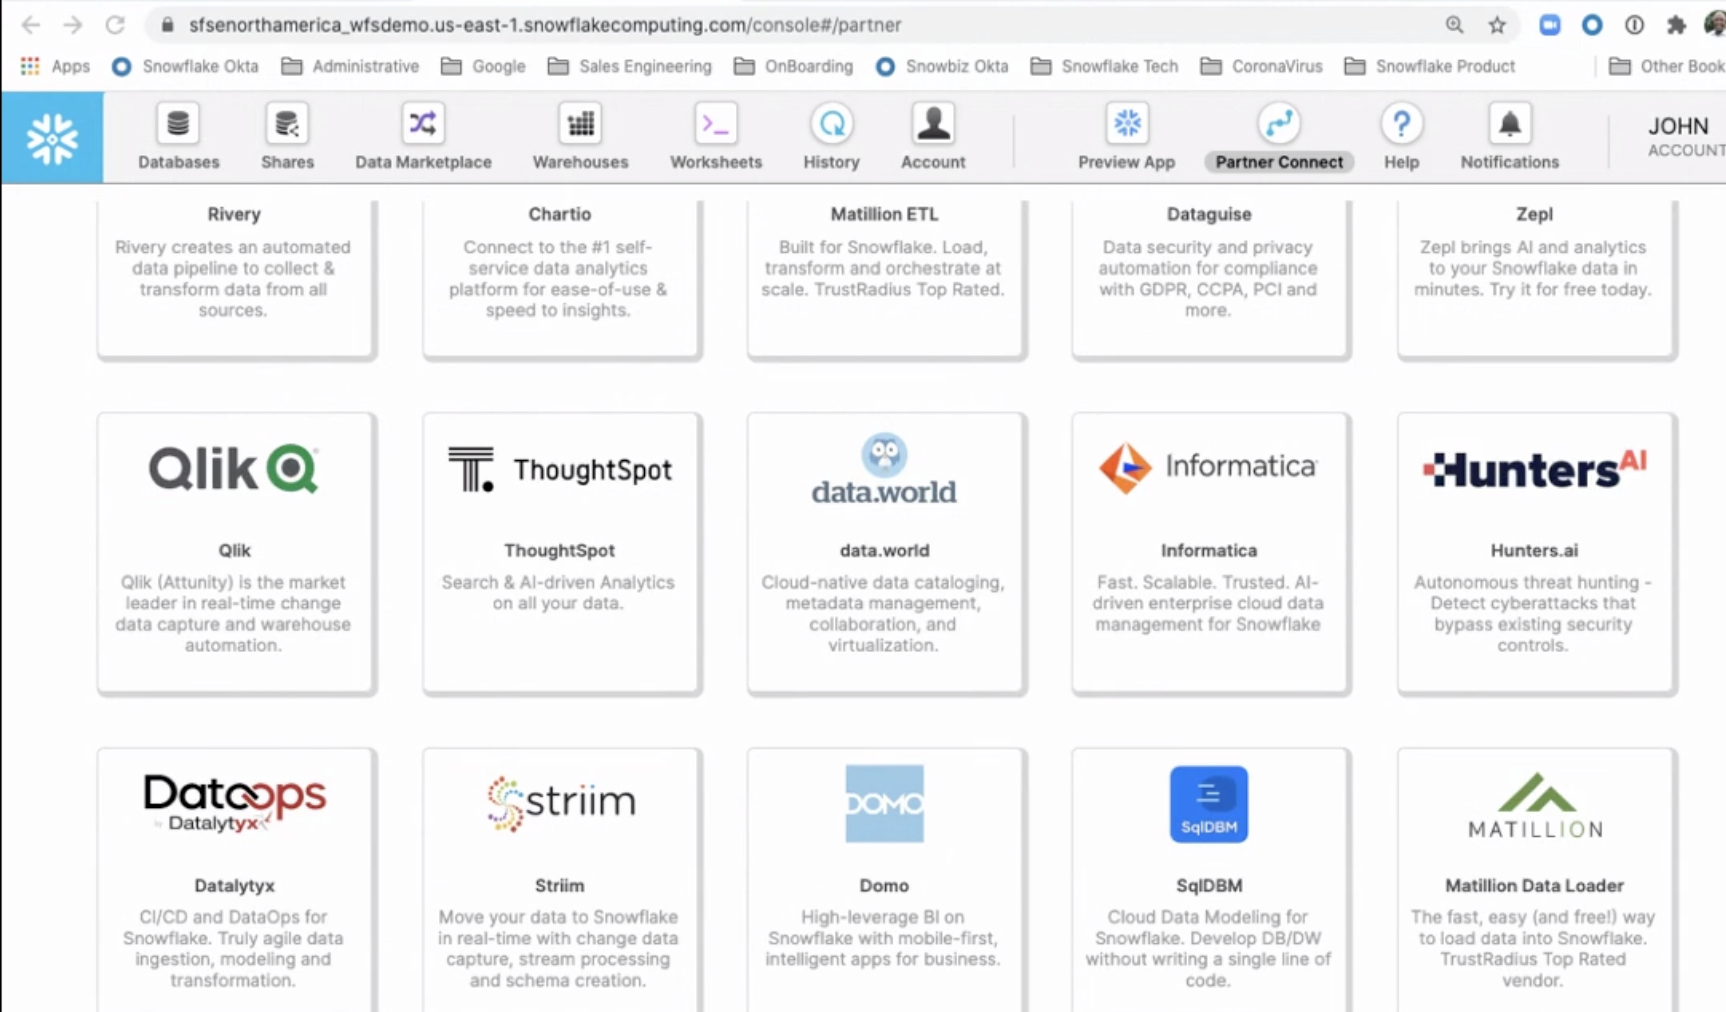 sfsenorthamerica_wfsdemo.us-east-1.snowflakecomputing.com/console#/partner
Apps Snowflake Okta Administrative Google Sales Engineering OnBoarding Snowbiz Okta Snowflake Tech CoronaVirus Snowflake Product Other Book
Databases Shares Data Marketplace Warehouses Worksheets History Account Preview App Partner Connect Help Notifications
JOHN
ACCOUNT
Rivery
Rivery creates an automated
data pipeline to collect &
transform data from all
sources.
Chartio
Connect to the #1 self-
service data analytics
platform for ease-of-use &
speed to insights.
Matillion ETL
Built for Snowflake. Load,
transform and orchestrate at
scale. TrustRadius Top Rated.
Dataguise
Data security and privacy
automation for compliance
with GDPR, CCPA, PCI and
more.
Zepl
Zepl brings AI and analytics
to your Snowflake data in
minutes. Try it for free today.
Qlik
Qlik
Qlik (Attunity) is the market
leader in real-time change
data capture and warehouse
automation.
T. ThoughtSpot
ThoughtSpot
Search & AI-driven Analytics
on all your data.
data.world
data.world
Cloud-native data cataloging,
metadata management,
collaboration, and
virtualization.
Informatica
Informatica
Fast. Scalable. Trusted. AI-
driven enterprise cloud data
management for Snowflake
Hunters AI
Hunters.ai
Autonomous threat hunting -
Detect cyberattacks that
bypass existing security
controls.
Dataops
by Datalytyx
Datalytyx
CI/CD and DataOps for
Snowflake. Truly agile data
ingestion, modeling and
transformation.
striim
Striim
Move your data to Snowflake
in real-time with change data
capture, stream processing
and schema creation.
DOMO
Domo
High-leverage BI on
Snowflake with mobile-first,
intelligent apps for business.
SqlDBM
SqlDBM
Cloud Data Modeling for
Snowflake. Develop DB/DW
without writing a single line of
code.
MATILLION
Matillion Data Loader
The fast, easy (and free!) way
to load data into Snowflake.
TrustRadius Top Rated
vendor.